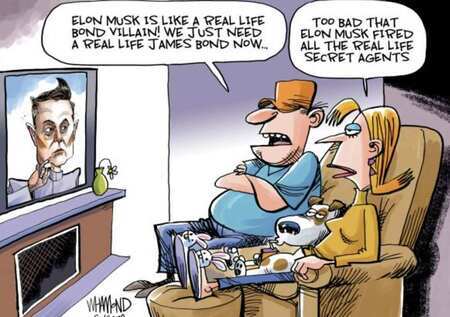 ELON MUSK IS LIKE A REAL LIFE
BOND VILLAIN! WE JUST NEED
A REAL LIFE JAMES BOND NOW...
TOO BAD THAT
ELON MUSK FIRED
ALL THE REAL LIFE
SECRET AGENTS